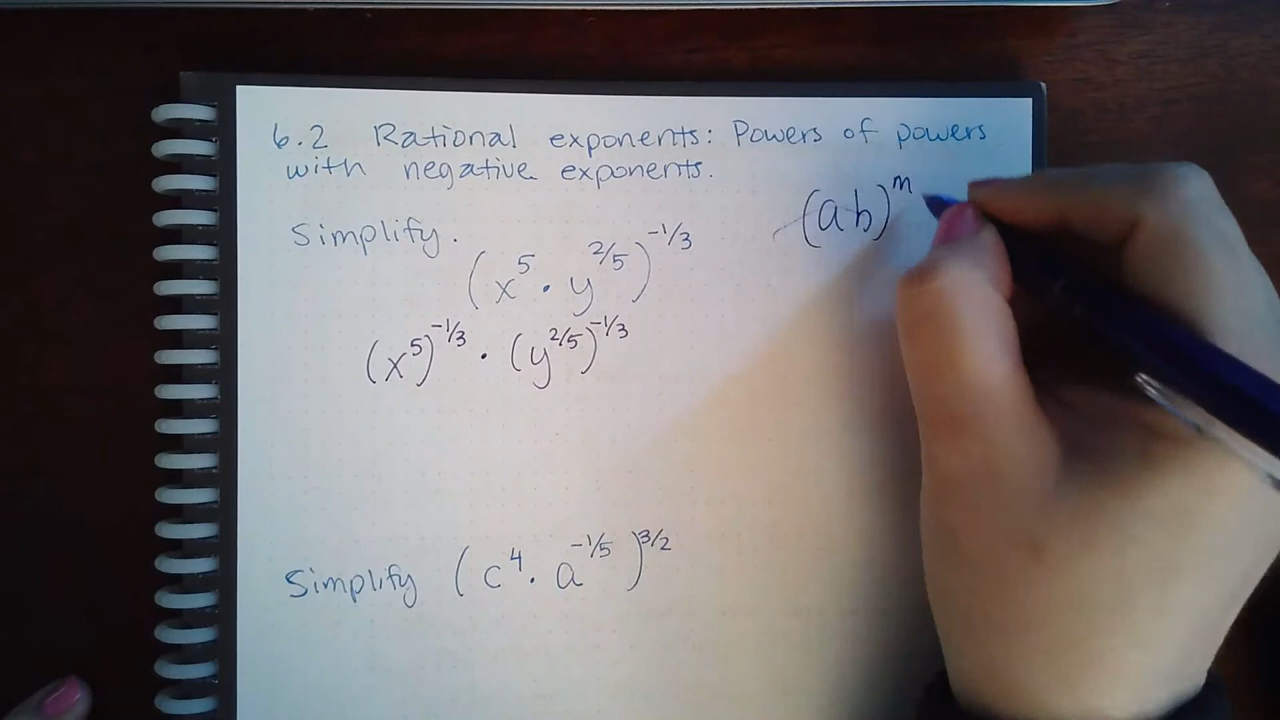 6.2 Rational exponents: Powers of powers
with negative exponents.
(ab)^m
Simplify.
(x^5 · y^{2/5})^{-1/3}
(x^5)^{-1/3} · (y^{2/5})^{-1/3}
Simplify (c^4 · a^{-1/5})^{3/2}